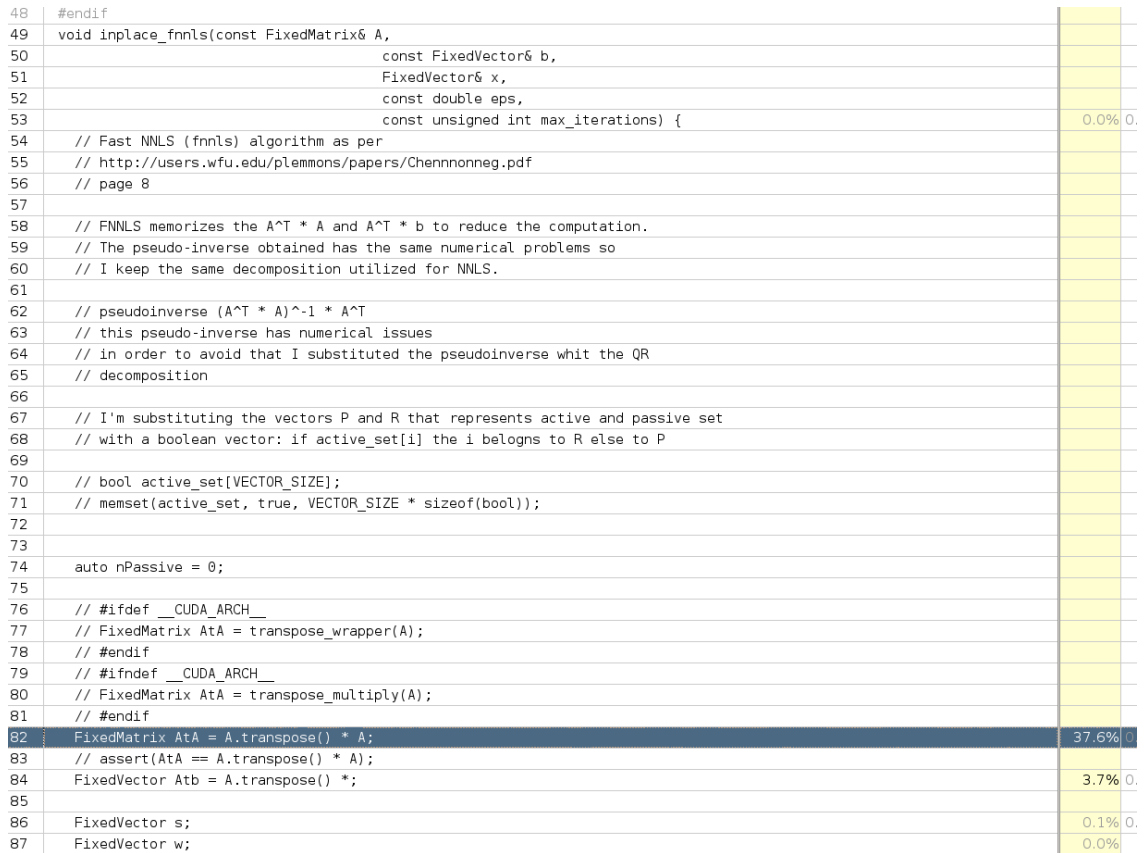 48 #endif
49 void inplace_fnnls(const FixedMatrix& A,
50 const FixedVector& b,
51 FixedVector& x,
52 const double eps,
53 const unsigned int max_iterations) { 0.0% 0.
54 // Fast NNLS (fnnls) algorithm as per
55 // http://users.wfu.edu/plemmons/papers/Chennnonneg.pdf
56 // page 8
57
58 // FNNLS memorizes the A^T * A and A^T * b to reduce the computation.
59 // The pseudo-inverse obtained has the same numerical problems so
60 // I keep the same decomposition utilized for NNLS.
61
62 // pseudoinverse (A^T * A)^-1 * A^T
63 // this pseudo-inverse has numerical issues
64 // in order to avoid that I substituted the pseudoinverse whit the QR
65 // decomposition
66
67 // I'm substituting the vectors P and R that represents active and passive set
68 // with a boolean vector: if active_set[i] the i belogns to R else to P
69
70 // bool active_set[VECTOR_SIZE];
71 // memset(active_set, true, VECTOR_SIZE * sizeof(bool));
72
73
74 auto nPassive = 0;
75
76 // #ifdef __CUDA_ARCH__
77 // FixedMatrix AtA = transpose_wrapper(A);
78 // #endif
79 // #ifndef __CUDA_ARCH__
80 // FixedMatrix AtA = transpose_multiply(A);
81 // #endif
82 FixedMatrix AtA = A.transpose() * A; 37.6% 0.
83 // assert(AtA == A.transpose() * A);
84 FixedVector Atb = A.transpose() *; 3.7% 0.
85
86 FixedVector s; 0.1% 0.
87 FixedVector w; 0.0%